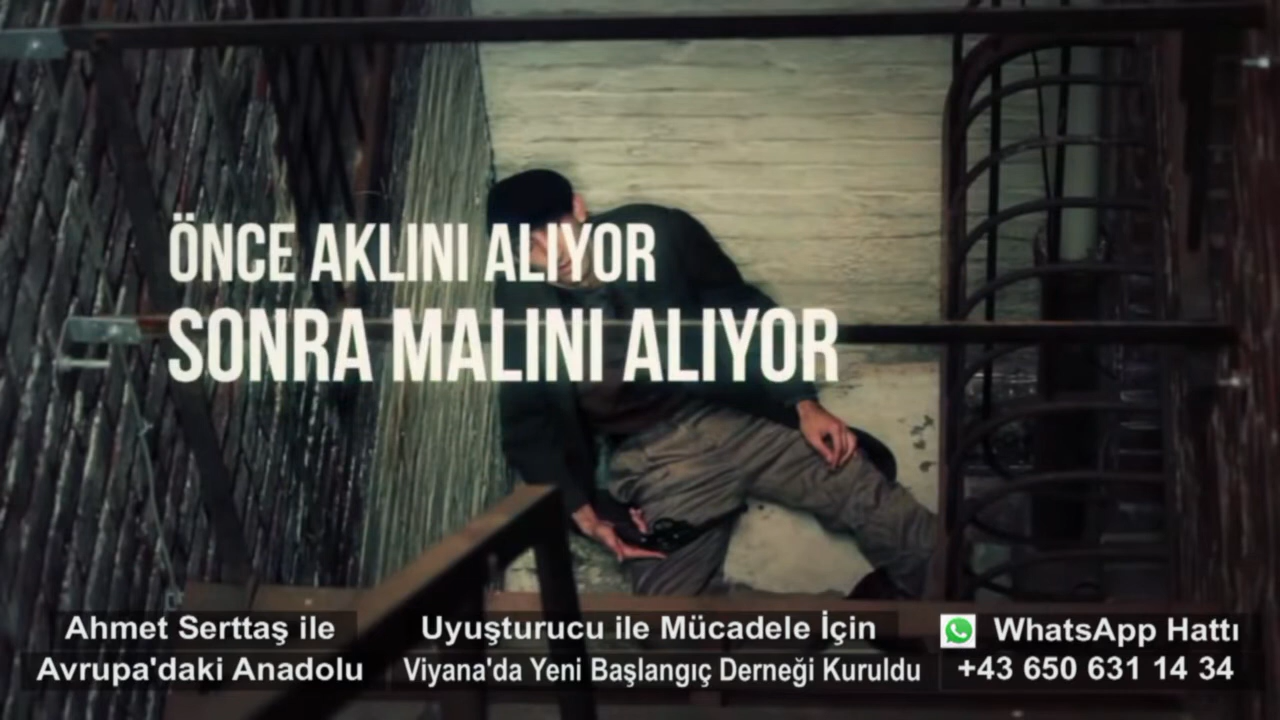 ÖNCE AKLINI ALIYOR
SONRA MALINI ALIYOR
Ahmet Serttaş ile
Avrupa'daki Anadolu
Uyuşturucu ile Mücadele İçin
Viyana'da Yeni Başlangıç Derneği Kuruldu
WhatsApp Hattı
+43 650 631 14 34